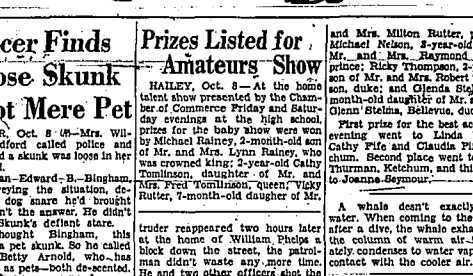 cer Finds
ose Skunk
ot Mere Pet
R, Oct. 8 Mrs. Wil-
dford called police and
d a skunk was loose in her
an Edward B. Bingham,
veying the situation, de-
dog snare he'd brought
n't the answer. He didn't
Skunk's defiant stare.
hought Bingham, this
a pet skunk. So he called
Betty Arnold, who has
as pets—both de-scented.
Prizes Listed for
Amateurs Show
HAILEY, Oct. 8—At the home
talent show presented by the Cham-
ber of Commerce Friday and Satur-
day evenings at the high school,
prizes for the baby show were won
by Michael Rainey, 2-month-old son
of Mr. and Mrs. Lynn Rainey, who
was crowned king; 2-year-old Cathy
Tomlinson, daughter of Mr. and
Mrs. Fred Tomlinson, queen; Vicky
Rutter, 7-month-old daugher of Mr.
truder reappeared two hours later
at the home of William Phelps a
block down the street, the patrol-
man didn't waste any more time.
He and two other officers shot the
and Mrs. Milton Rutter,
Michael Nelson, 2-year-old
Mr. and Mrs. Raymond
prince; Ricky Thompson, 2-
son of Mr. and Mrs. Robert
son, duke; and Glenda Ste
month-old daughter of Mr.
Glenn Stelma, Bellevue, duc
First prize for the best ac
evening went to Linda
Cathy Fife and Claudia Fi
chum. Second place went t
Thurman, Ketchum, and thi
to Joanne Seymour.
A whale desn't exactly
water. When coming to the
after a dive, the whale exha
the column of warm air
ately condenses to water vap
contact with the cooler air.